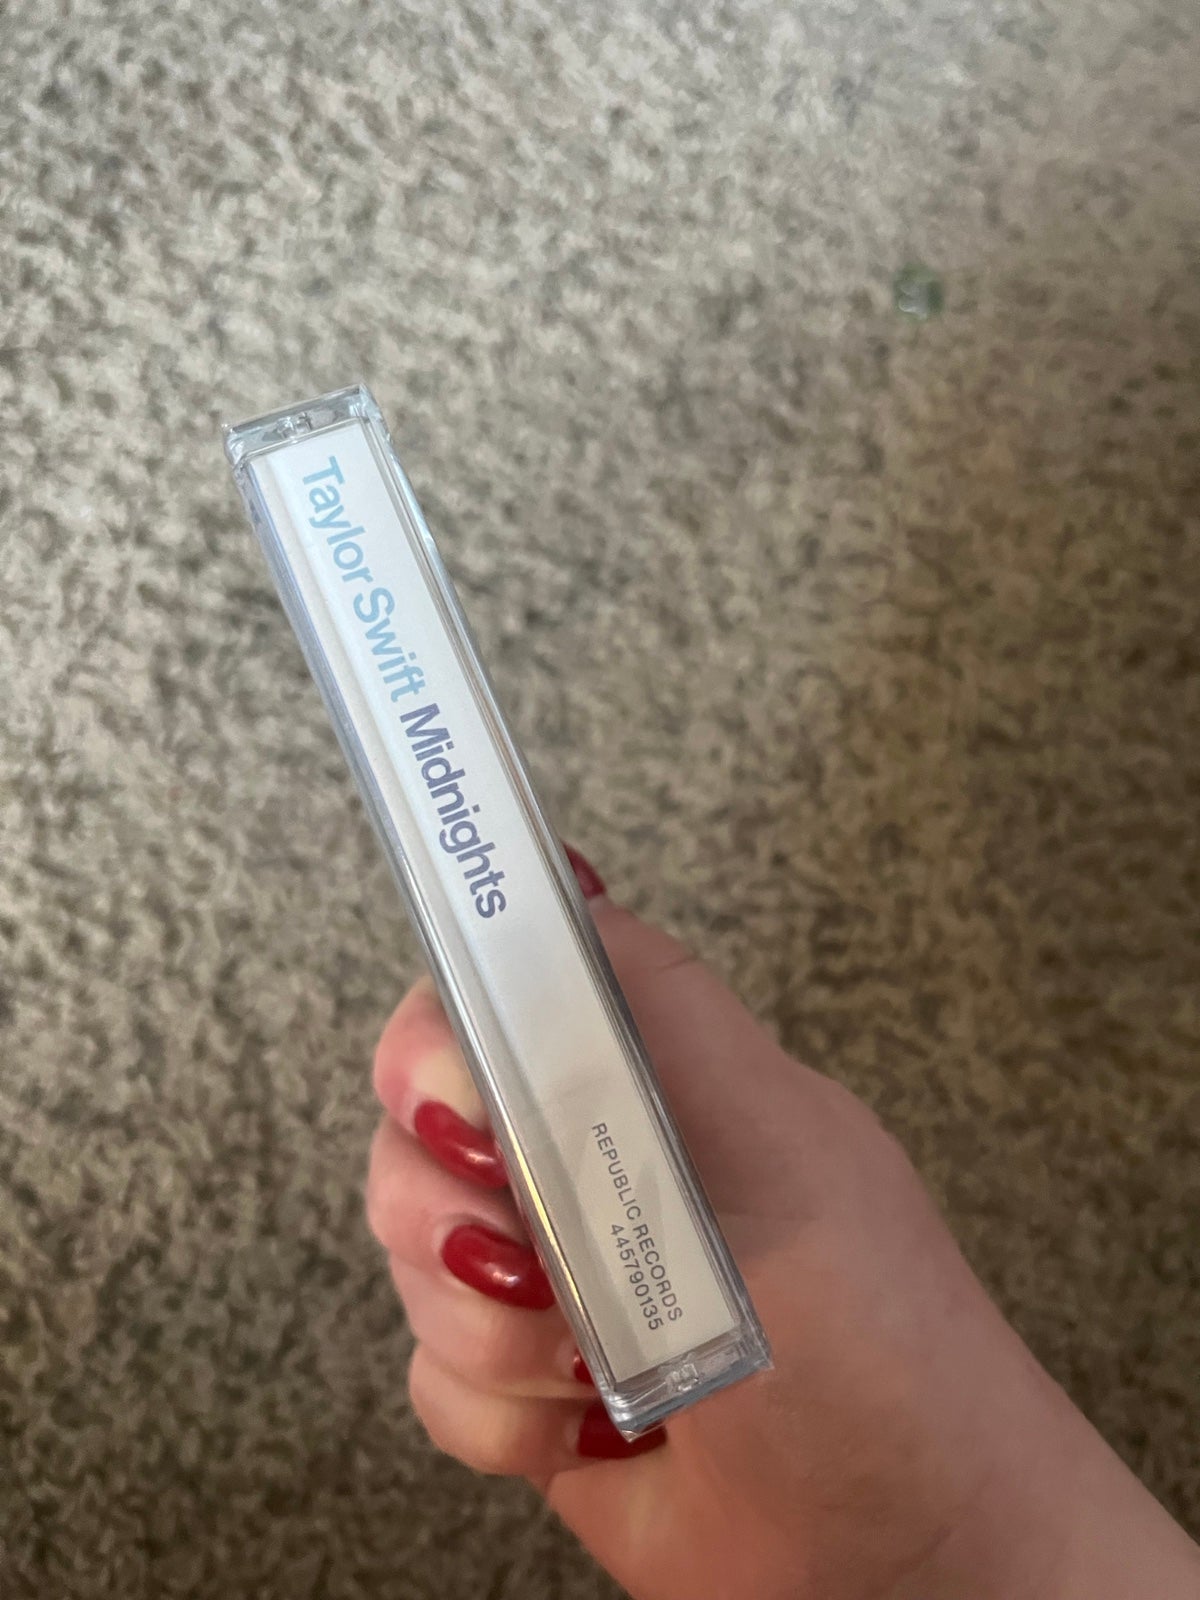 Taylor Swift Midnights
REPUBLIC RECORDS
445790135